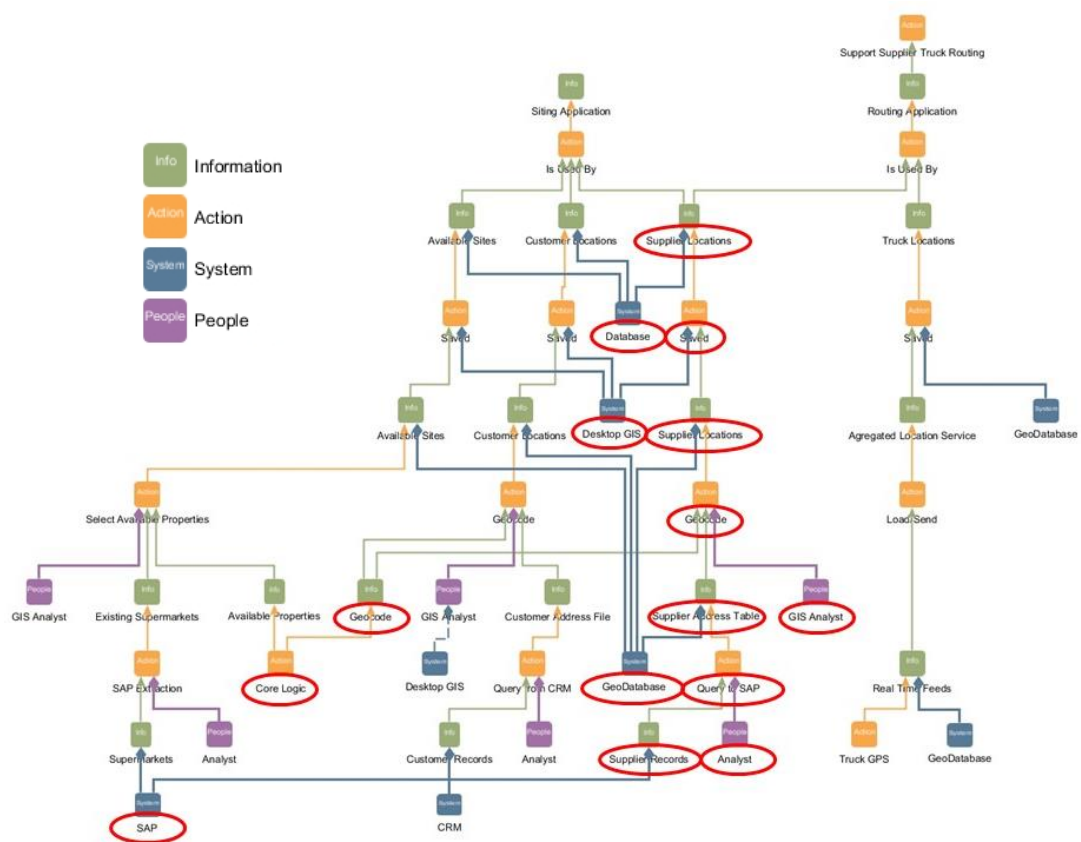 Action
Support Supplier Truck Routing
Info
Siting Application
Info
Routing Application
Info
Information
Action
Action
System
System
People
People
Action
Is Used By
Action
Is Used By
Info
Available Sites
Info
Customer Locations
Info
Supplier Locations
Info
Truck Locations
Action
Saved
Action
Saved
System
Database
Action
Saved
Action
Saved
Info
Available Sites
Info
Customer Locations
System
Desktop GIS
Info
Supplier Locations
Info
Agregated Location Service
System
GeoDatabase
Action
Select Available Properties
Action
Geocode
Action
Geocode
Action
Load-Send
People
GIS Analyst
Info
Existing Supermarkets
Info
Available Properties
Info
Geocode
People
GIS Analyst
Info
Customer Address File
Info
Supplier Address Table
People
GIS Analyst
Action
SAP Extraction
Action
Core Logic
System
Desktop GIS
Action
Query from CRM
System
GeoDatabase
Action
Query to SAP
Info
Real Time Feeds
Info
Supermarkets
People
Analyst
Info
Customer Records
People
Analyst
Info
Supplier Records
People
Analyst
Action
Truck GPS
System
GeoDatabase
System
SAP
System
CRM